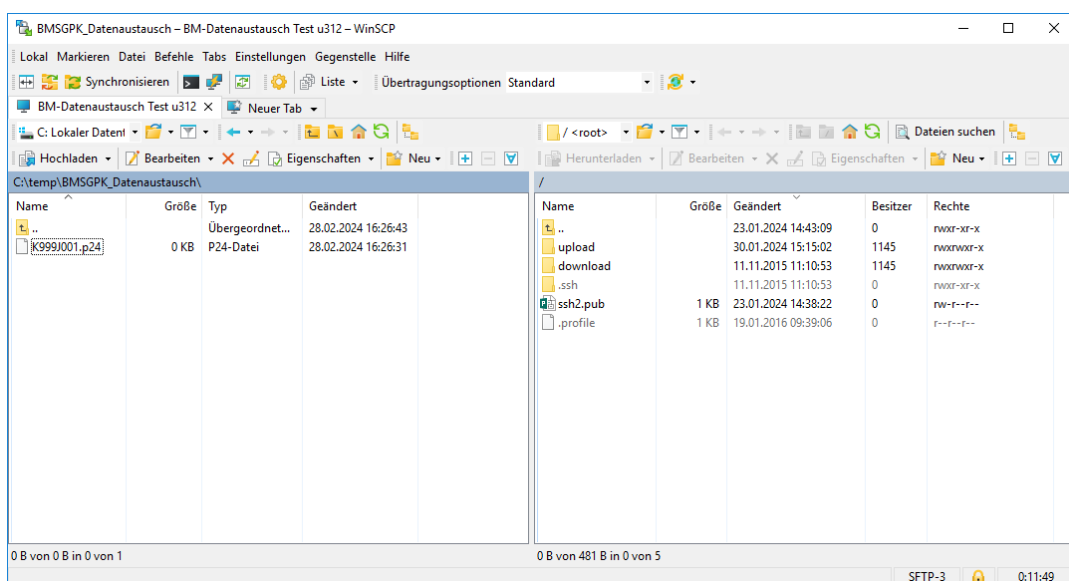 BMSGPK_Datenaustausch – BM-Datenaustausch Test u312 – WinSCP
Lokal Markieren Datei Befehle Tabs Einstellungen Gegenstelle Hilfe
Synchronisieren Liste Übertragungsoptionen Standard
BM-Datenaustausch Test u312 Neuer Tab
C: Lokaler Datent
/ <root> Dateien suchen
Hochladen Bearbeiten Eigenschaften Neu
Herunterladen Bearbeiten Eigenschaften Neu
C:\temp\BMSGPK_Datenaustausch\
/
Name Größe Typ Geändert
.. Übergeordnet... 28.02.2024 16:26:43
K999J001.p24 0 KB P24-Datei 28.02.2024 16:26:31
Name Größe Geändert Besitzer Rechte
.. 23.01.2024 14:43:09 0 rwxr-xr-x
upload 30.01.2024 15:15:02 1145 rwxrwxr-x
download 11.11.2015 11:10:53 1145 rwxrwxr-x
.ssh 11.11.2015 11:10:53 0 rwxr-xr-x
ssh2.pub 1 KB 23.01.2024 14:38:22 0 rw-r--r--
.profile 1 KB 19.01.2016 09:39:06 0 r--r--r--
0 B von 0 B in 0 von 1
0 B von 481 B in 0 von 5
SFTP-3 0:11:49